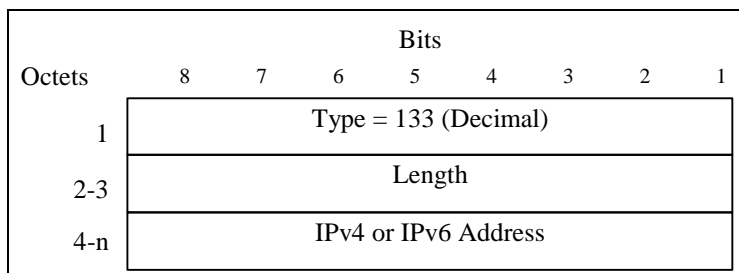 Bits
Octets 8 7 6 5 4 3 2 1
1 Type = 133 (Decimal)
2-3 Length
4-n IPv4 or IPv6 Address